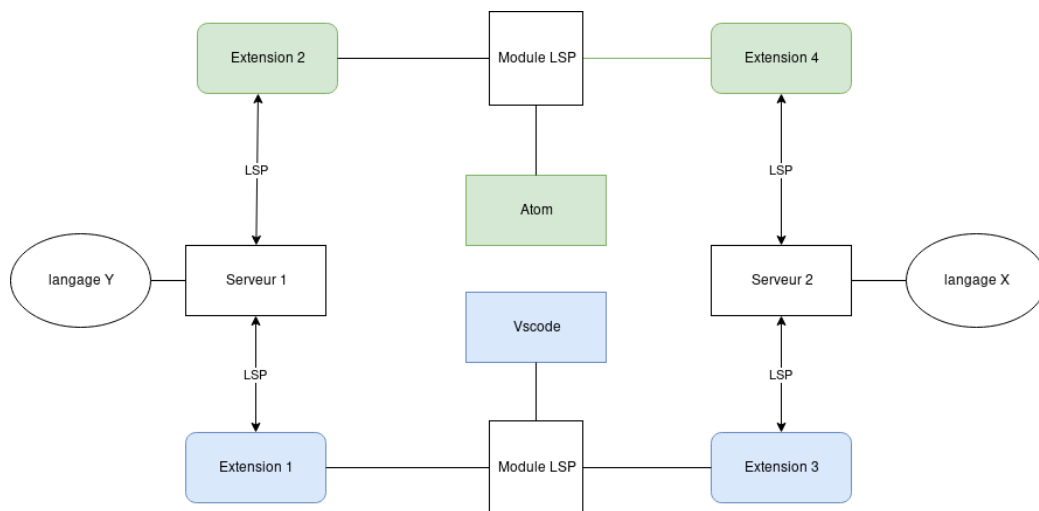 Extension 2
Module LSP
Extension 4
LSP
LSP
Atom
langage Y
Serveur 1
Serveur 2
langage X
Vscode
LSP
LSP
Extension 1
Module LSP
Extension 3